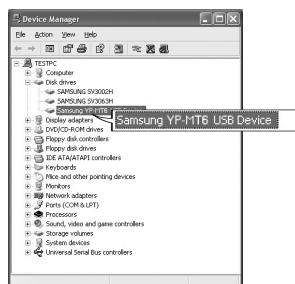 Device Manager
File Action View Help
TESTPC
Computer
Disk drives
SAMSUNG SV3002H
SAMSUNG SV3063H
Samsung YP-MT6
Samsung YP-MT6 USB Device
Display adapters
DVD/CD-ROM drives
Floppy disk controllers
Floppy disk drives
IDE ATA/ATAPI controllers
Keyboards
Mice and other pointing devices
Monitors
Network adapters
Ports (COM & LPT)
Processors
Sound, video and game controllers
Storage volumes
System devices
Universal Serial Bus controllers